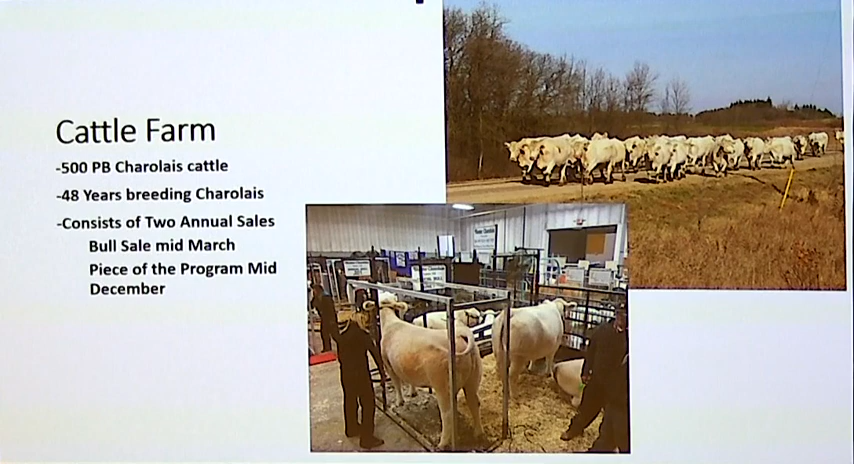 Cattle Farm
-500 PB Charolais cattle
-48 Years breeding Charolais
-Consists of Two Annual Sales
Bull Sale mid March
Piece of the Program Mid
December